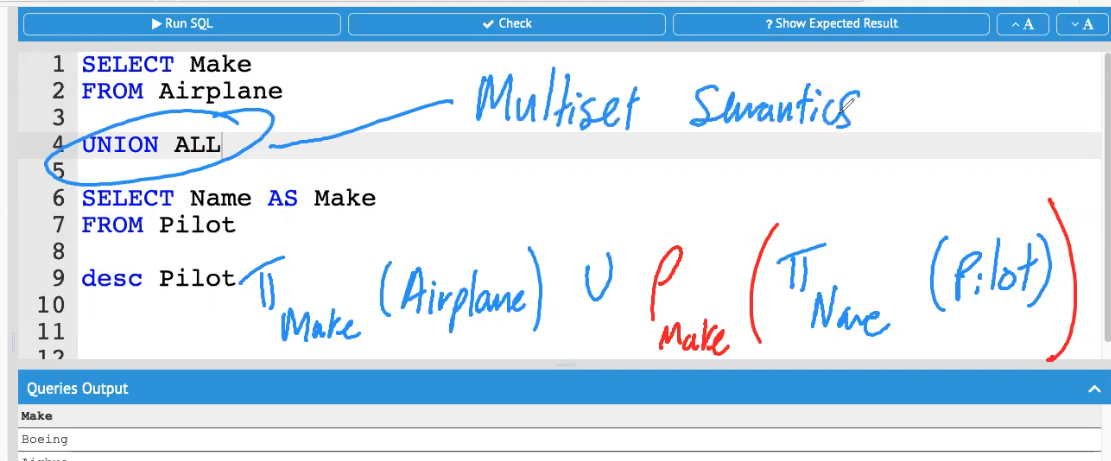 Run SQL
Check
? Show Expected Result
A
A
1 SELECT Make
2 FROM Airplane
3
4 UNION ALL
Multiset Semantics
5
6 SELECT Name AS Make
7 FROM Pilot
8
9 desc Pilot
π Make (Airplane) ∪ ρ Make (π Name (Pilot))
10
11
12
Queries Output
Make
Boeing
Airbus